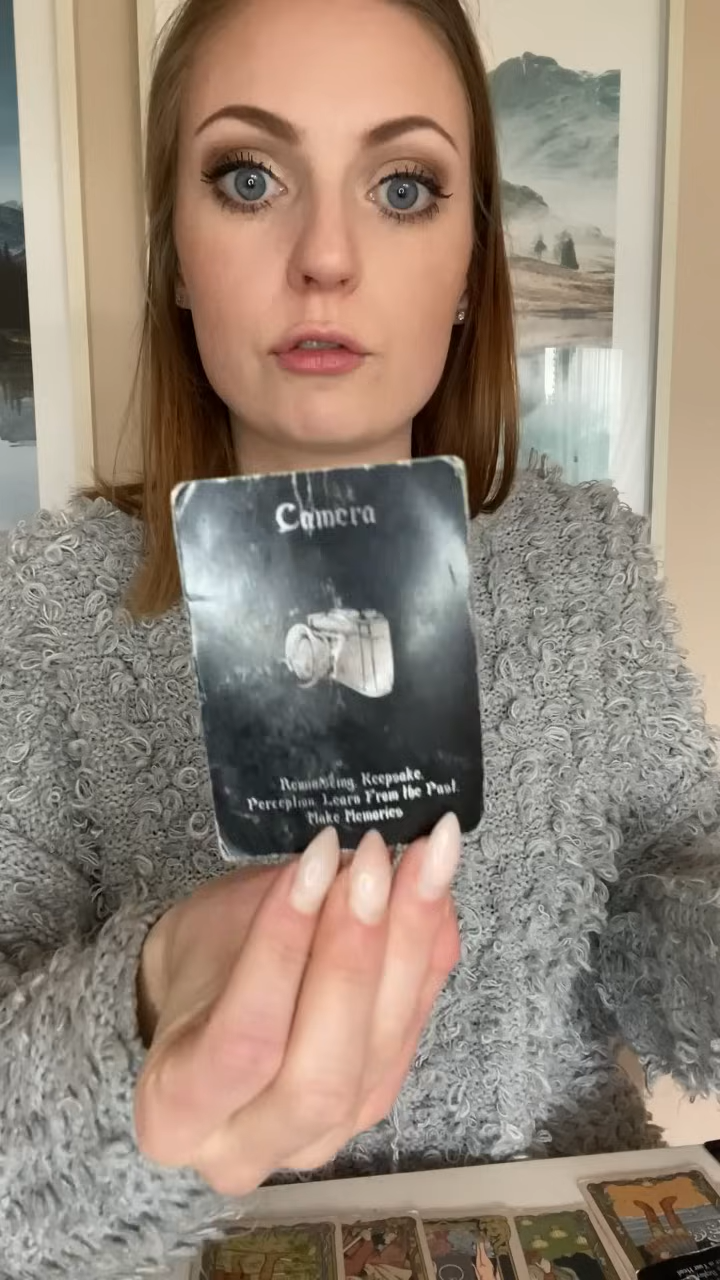 Camera
Remembering, Keepsake,
Perception, Learn From the Past,
Make Memories